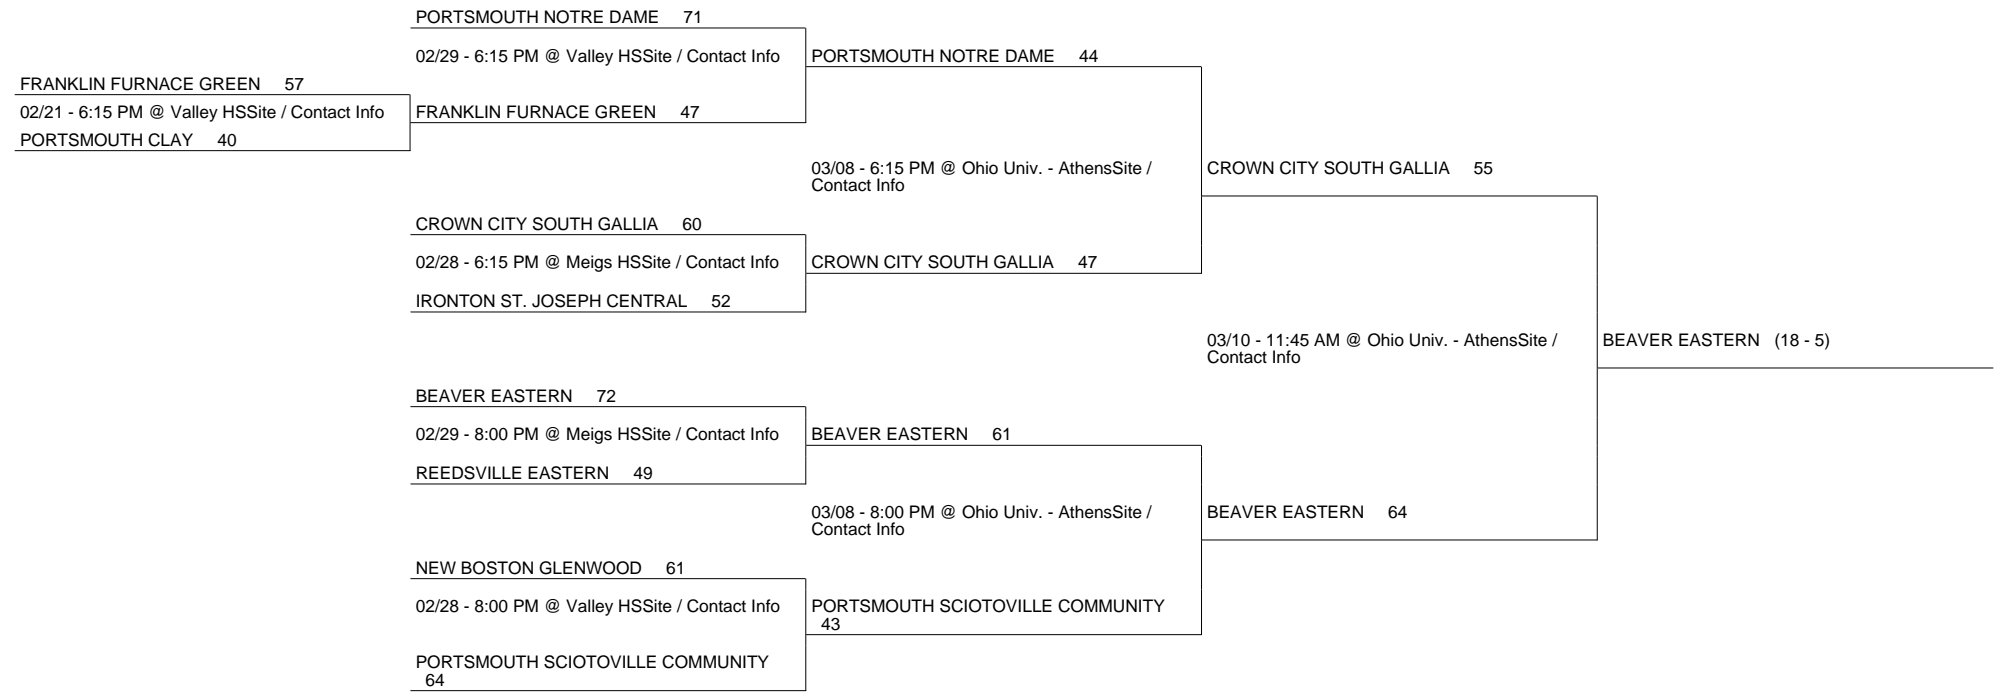 PORTSMOUTH NOTRE DAME 71
02/29 - 6:15 PM @ Valley HSSite / Contact Info
PORTSMOUTH NOTRE DAME 44
FRANKLIN FURNACE GREEN 57
02/21 - 6:15 PM @ Valley HSSite / Contact Info
FRANKLIN FURNACE GREEN 47
PORTSMOUTH CLAY 40
03/08 - 6:15 PM @ Ohio Univ. - AthensSite /
Contact Info
CROWN CITY SOUTH GALLIA 55
CROWN CITY SOUTH GALLIA 60
02/28 - 6:15 PM @ Meigs HSSite / Contact Info
CROWN CITY SOUTH GALLIA 47
IRONTON ST. JOSEPH CENTRAL 52
03/10 - 11:45 AM @ Ohio Univ. - AthensSite /
Contact Info
BEAVER EASTERN (18 - 5)
BEAVER EASTERN 72
02/29 - 8:00 PM @ Meigs HSSite / Contact Info
BEAVER EASTERN 61
REEDSVILLE EASTERN 49
03/08 - 8:00 PM @ Ohio Univ. - AthensSite /
Contact Info
BEAVER EASTERN 64
NEW BOSTON GLENWOOD 61
02/28 - 8:00 PM @ Valley HSSite / Contact Info
PORTSMOUTH SCIOTOVILLE COMMUNITY
43
PORTSMOUTH SCIOTOVILLE COMMUNITY
64